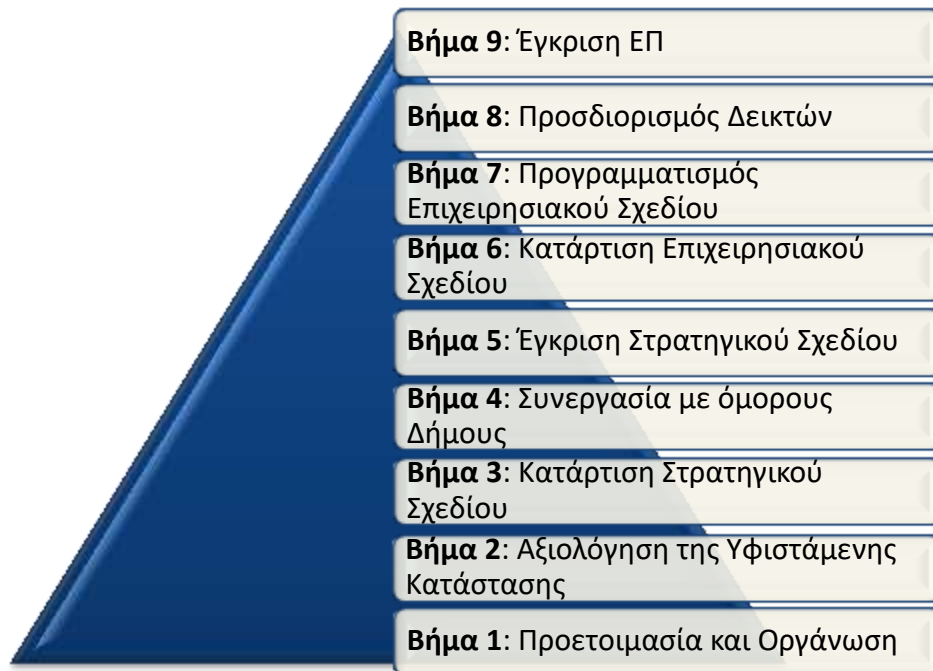 Βήμα 9: Έγκριση ΕΠ
Βήμα 8: Προσδιορισμός Δεικτών
Βήμα 7: Προγραμματισμός
Επιχειρησιακού Σχεδίου
Βήμα 6: Κατάρτιση Επιχειρησιακού
Σχεδίου
Βήμα 5: Έγκριση Στρατηγικού Σχεδίου
Βήμα 4: Συνεργασία με όμορους
Δήμους
Βήμα 3: Κατάρτιση Στρατηγικού
Σχεδίου
Βήμα 2: Αξιολόγηση της Υφιστάμενης
Κατάστασης
Βήμα 1: Προετοιμασία και Οργάνωση